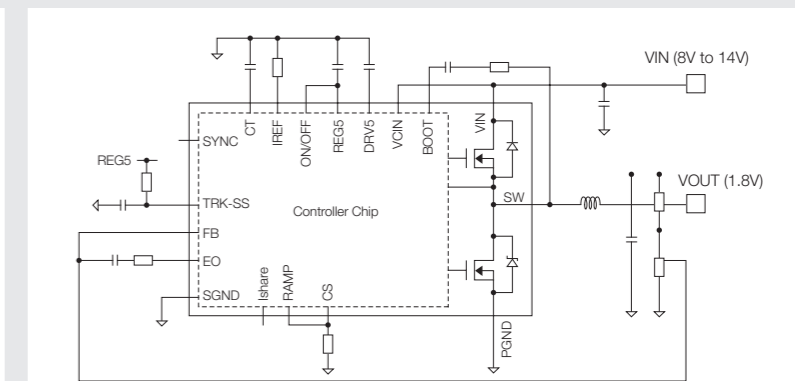 VIN (8V to 14V)
CT
IREF
ON/OFF
REG5
DRV5
VCIN
BOOT
VIN
SYNC
REG5
TRK-SS
Controller Chip
SW
VOUT (1.8V)
FB
EO
SGND
Ishare
RAMP
CS
PGND